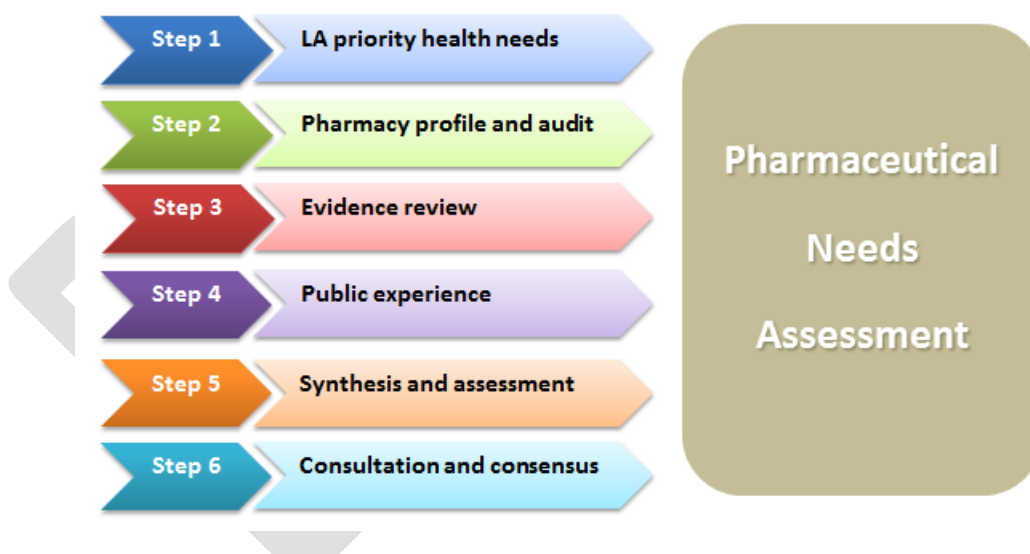 Step 1 LA priority health needs
Step 2 Pharmacy profile and audit
Step 3 Evidence review
Step 4 Public experience
Step 5 Synthesis and assessment
Step 6 Consultation and consensus
Pharmaceutical
Needs
Assessment